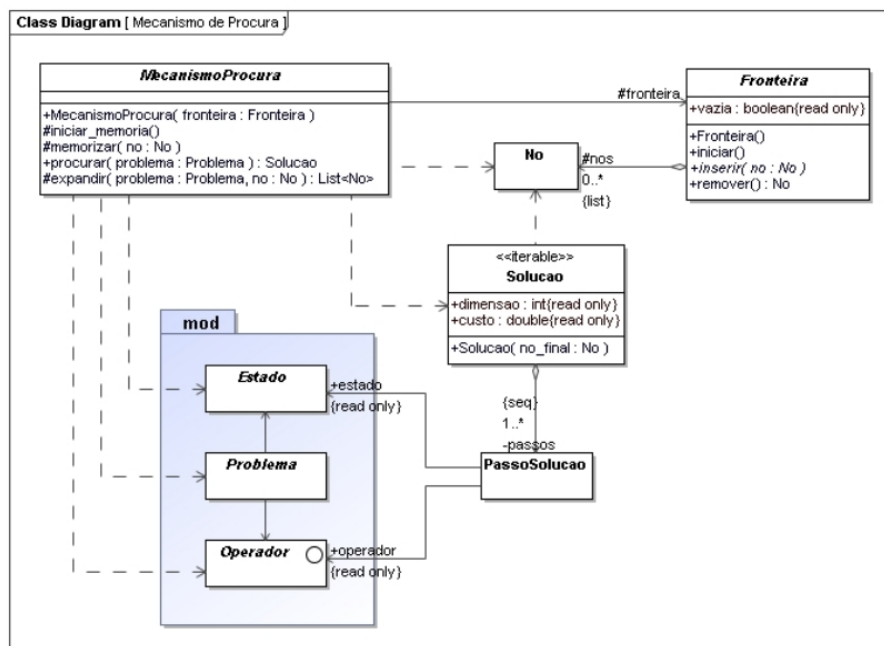 Class Diagram [ Mecanismo de Procura ]
MecanismoProcura
+MecanismoProcura( fronteira : Fronteira )
#iniciar_memoria()
#memorizar( no : No )
+procurar( problema : Problema ) : Solucao
#expandir( problema : Problema, no : No ) : List<No>
#fronteira
Fronteira
+vazia : boolean{read only}
+Fronteira()
+iniciar()
+inserir( no : No )
+remover() : No
No
#nos
0..*
{list}
<<iterable>>
Solucao
+dimensao : int{read only}
+custo : double{read only}
+Solucao( no_final : No )
mod
Estado
+estado
{read only}
{seq}
1..*
-passos
Problema
PassoSolucao
Operador
+operador
{read only}